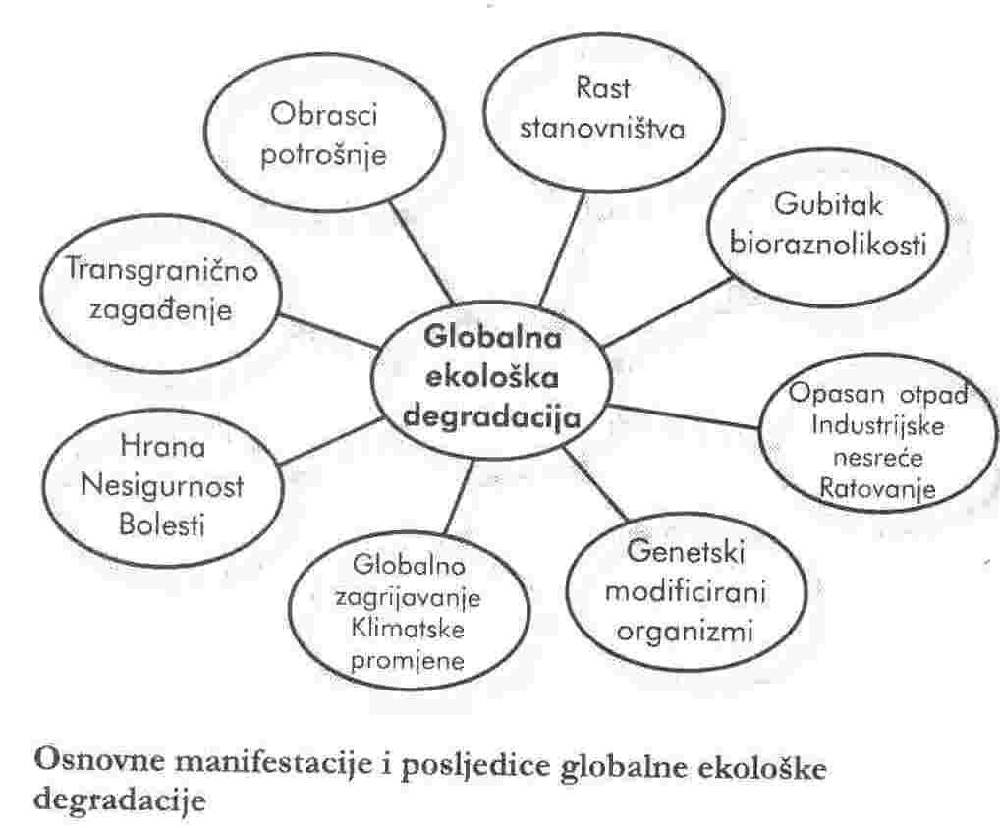 Obrasci
potrošnje
Rast
stanovništva
Gubitak
bioraznolikosti
Transgranično
zagađenje
Globalna
ekološka
degradacija
Opasan otpad
Industrijske
nesreće
Ratovanje
Hrana
Nesigurnost
Bolesti
Globalno
zagrijavanje
Klimatske
promjene
Genetski
modificirani
organizmi
Osnovne manifestacije i posljedice globalne ekološke
degradacije